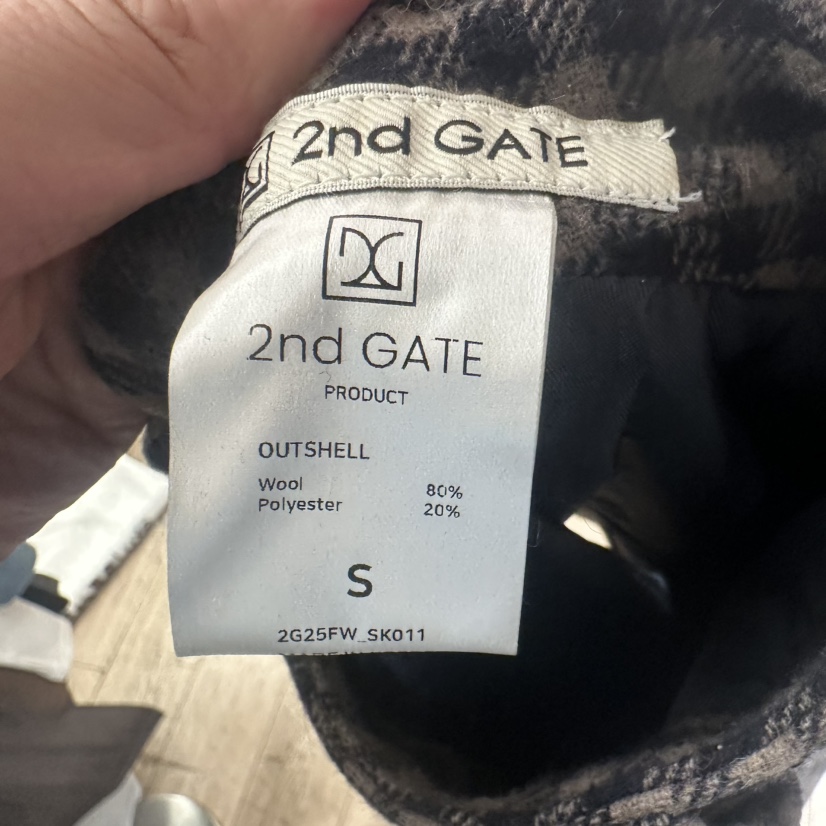 2nd GATE
2nd GATE
PRODUCT
OUTSHELL
Wool 80%
Polyester 20%
S
2G25FW_SK011